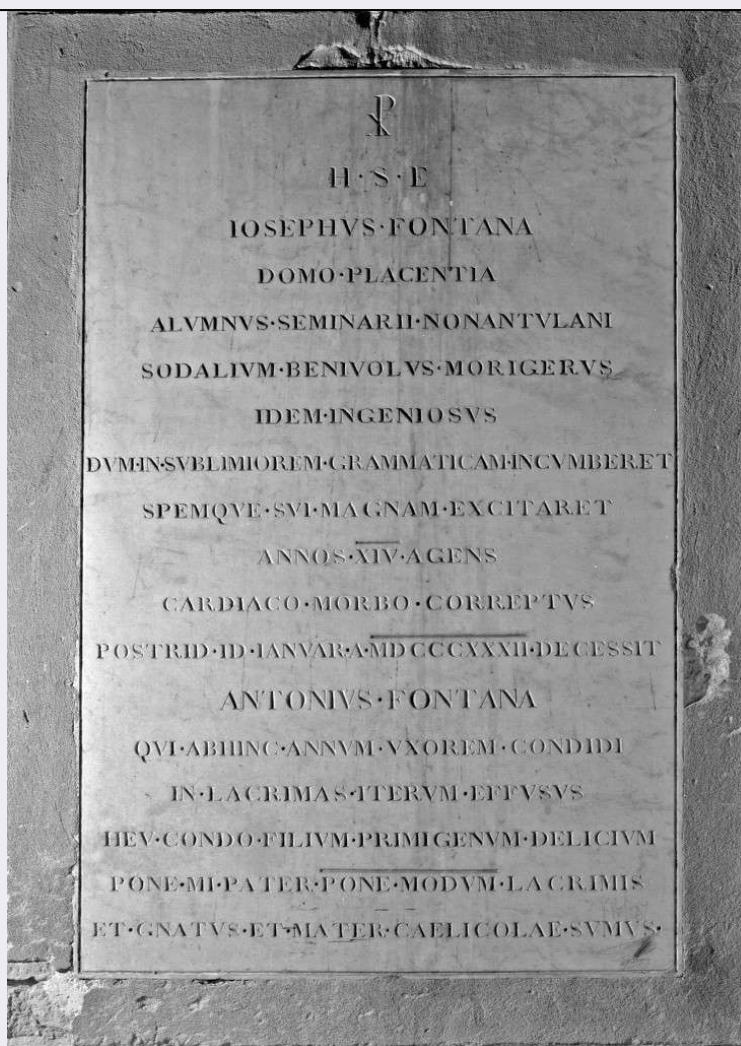 ☧
H·S·E
IOSEPHVS·FONTANA
DOMO·PLACENTIA
ALVMNVS·SEMINARII·NONANTVLANI
SODALIVM·BENIVOLVS·MORIGERVS
IDEM·INGENIOSVS
DVM·IN·SVBLIMIOREM·GRAMMATICAM·INCVMBERET
SPEMQVE·SVI·MAGNAM·EXCITARET
ANNOS·XIV·AGENS
CARDIACO·MORBO·CORREPTVS
POSTRID·ID·IANVAR·A·MDCCCXXXII·DECESSIT
ANTONIVS·FONTANA
QVI·ABHINC·ANNVM·VXOREM·CONDIDI
IN·LACRIMAS·ITERVM·EFFVSVS
HEV·CONDO·FILIVM·PRIMIGENVM·DELICIVM
PONE·MI·PATER·PONE·MODVM·LACRIMIS
ET·GNATVS·ET·MATER·CAELICOLAE·SVMVS·